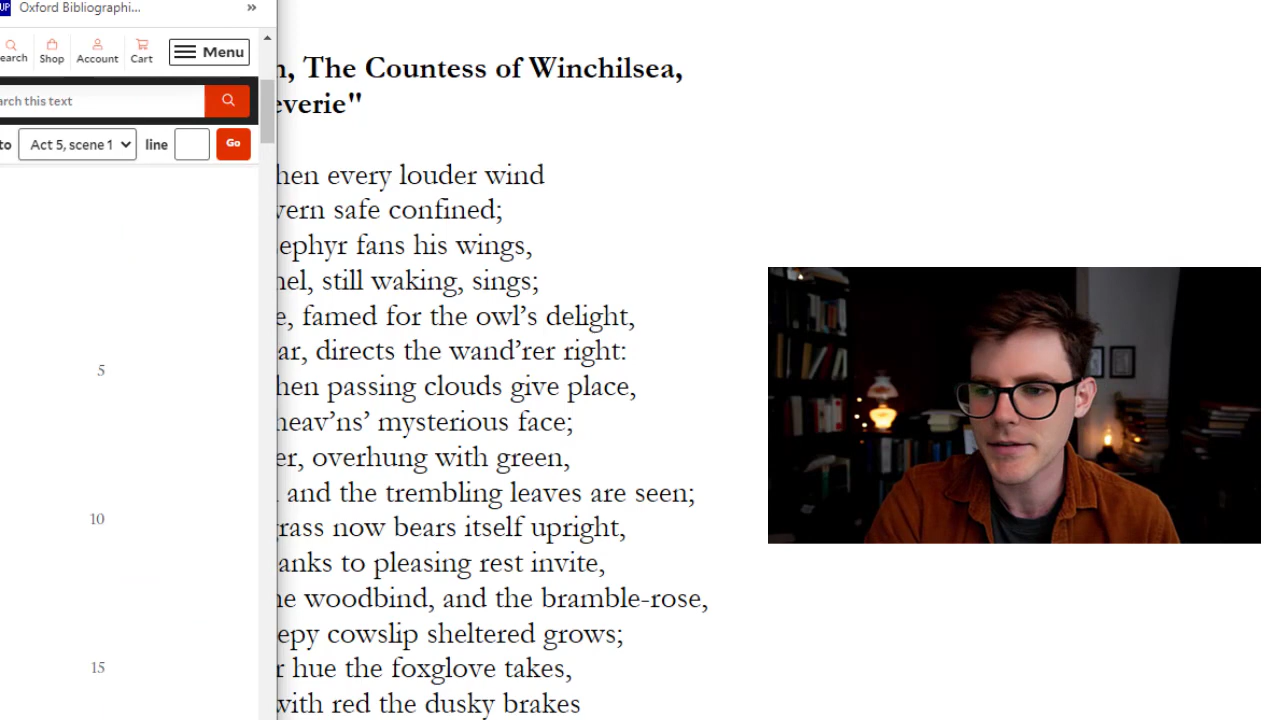 UP Oxford Bibliographi... »
earch Shop Account Cart Menu
arch this text
to Act 5, scene 1 line Go
5
10
15
n, The Countess of Winchilsea,
everie"
hen every louder wind
vern safe confined;
ephyr fans his wings,
nel, still waking, sings;
e, famed for the owl’s delight,
ar, directs the wand’rer right:
hen passing clouds give place,
heav’ns’ mysterious face;
er, overhung with green,
and the trembling leaves are seen;
grass now bears itself upright,
anks to pleasing rest invite,
he woodbind, and the bramble-rose,
epy cowslip sheltered grows;
r hue the foxglove takes,
with red the dusky brakes